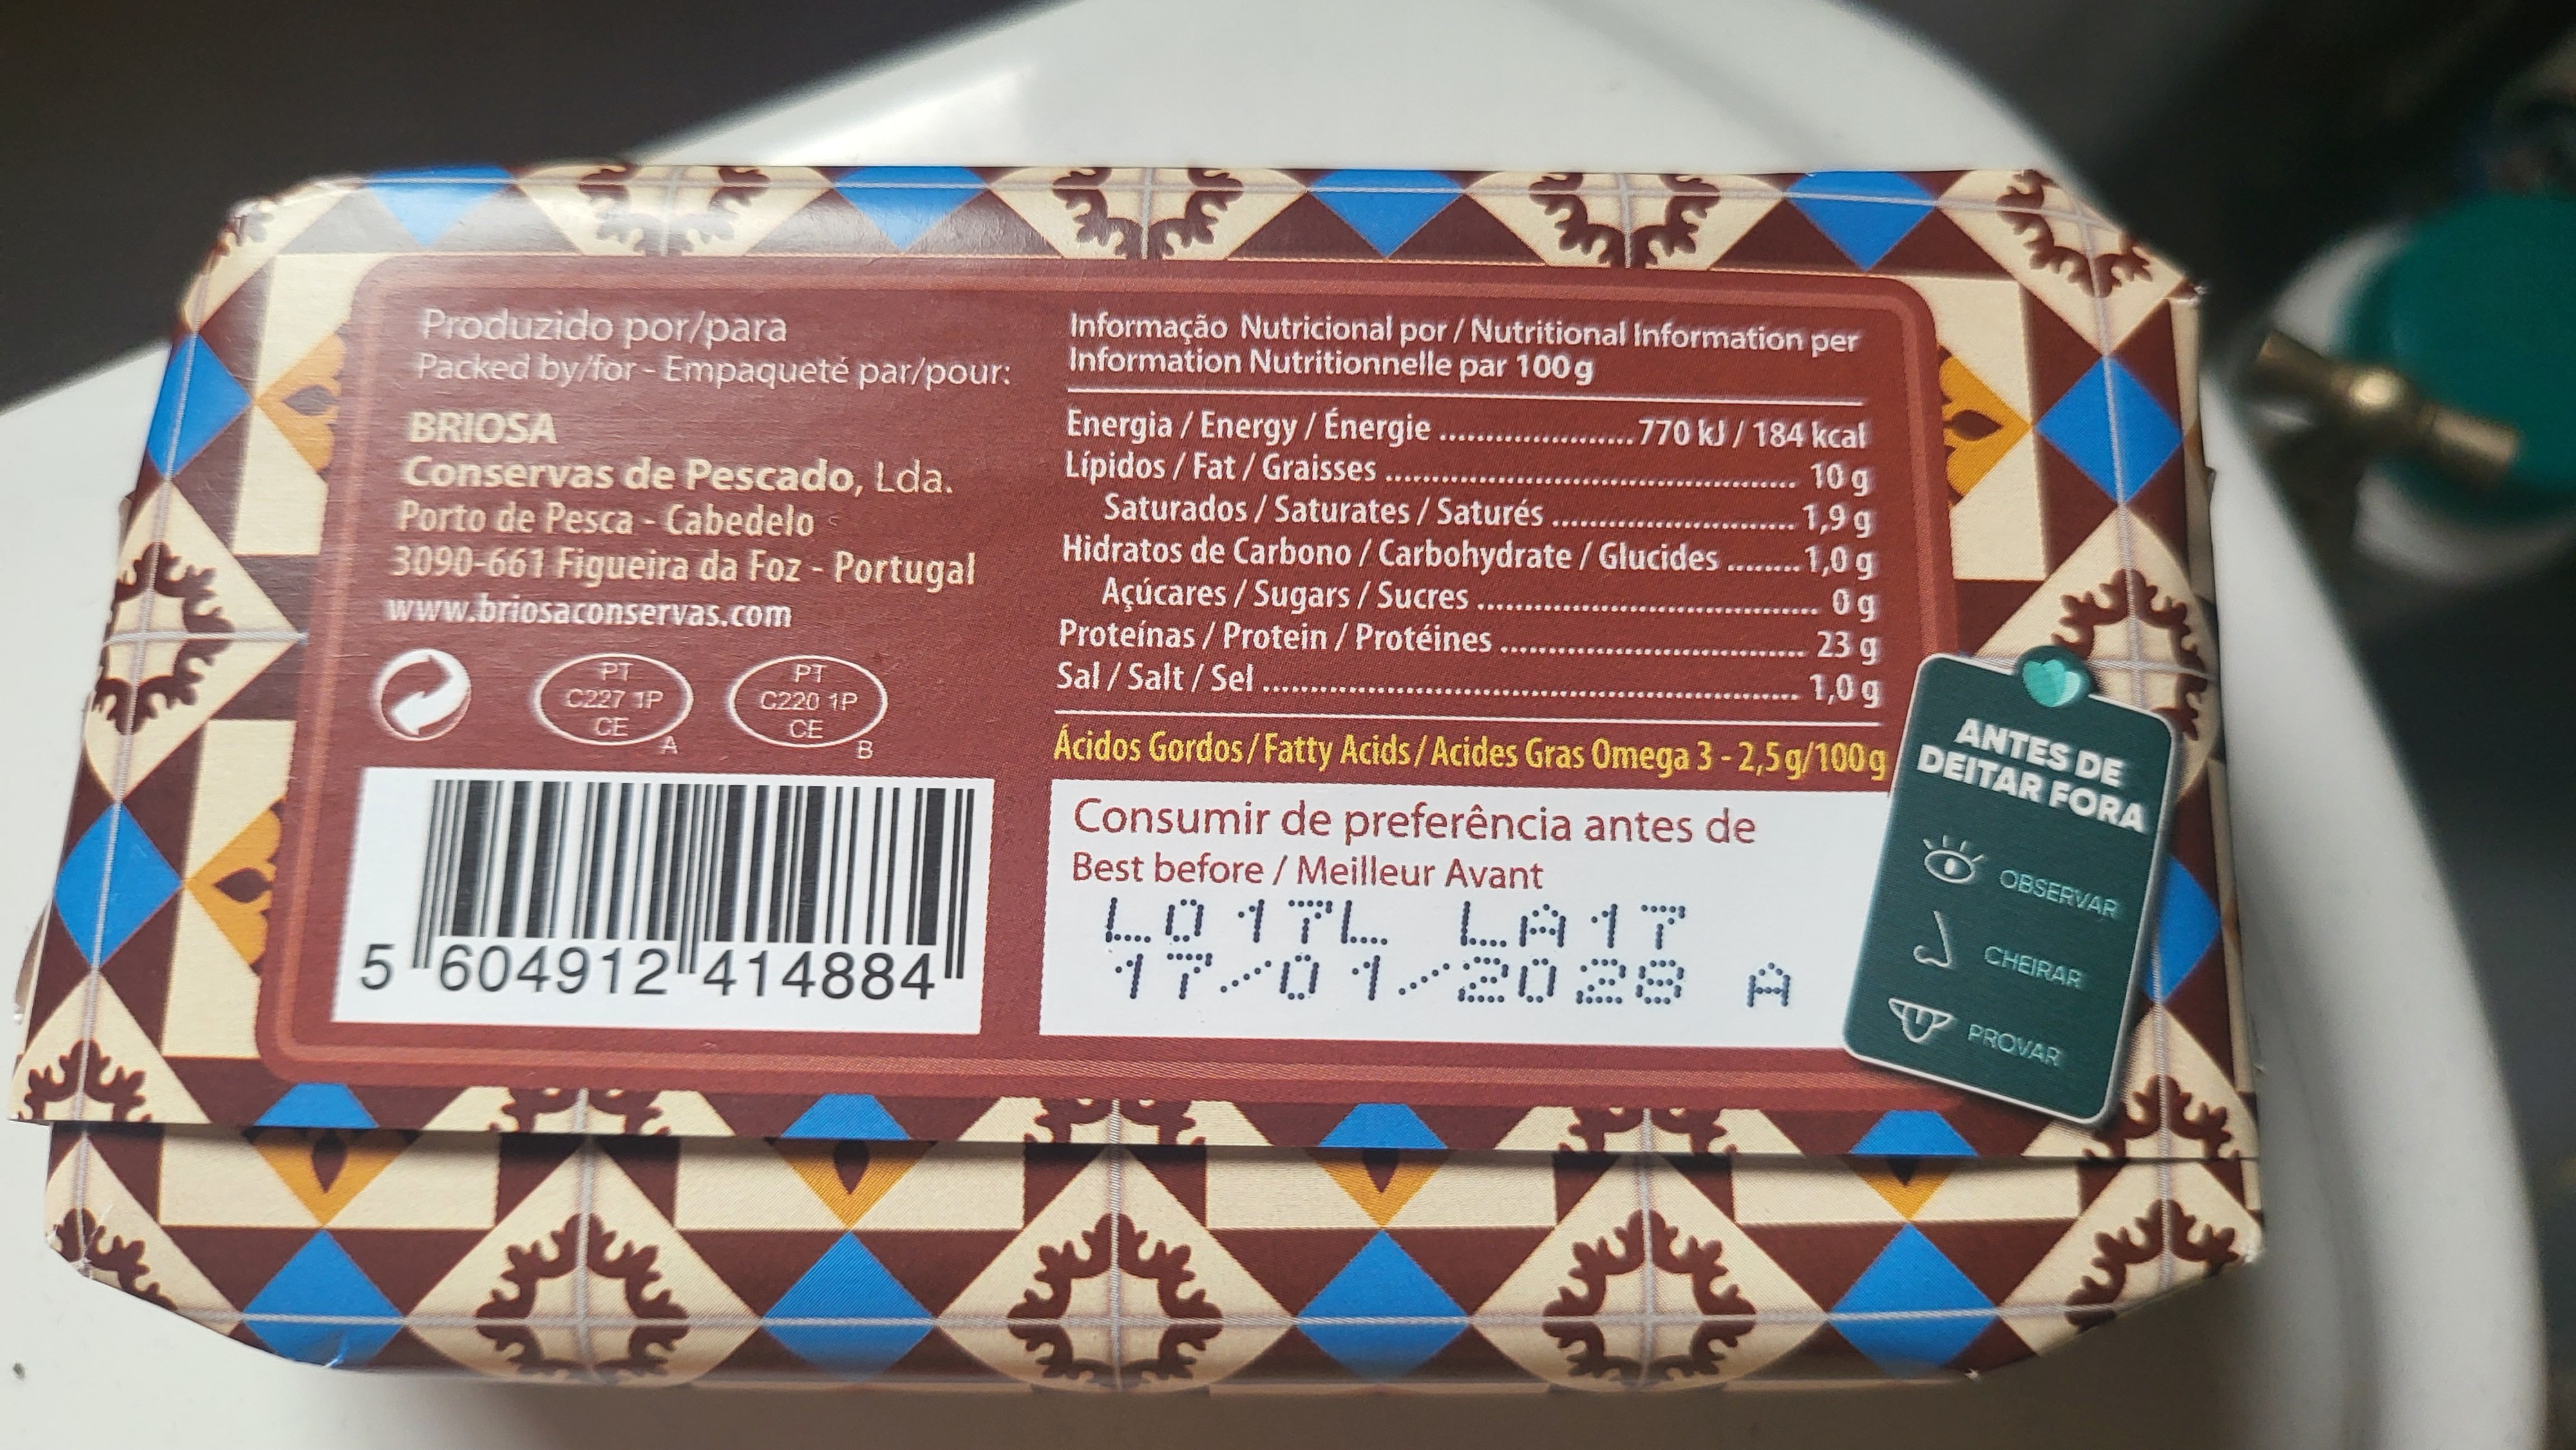 Produzido por/para
Packed by/for - Empaqueté par/pour:
BRIOSA
Conservas de Pescado, Lda.
Porto de Pesca - Cabedelo
3090-661 Figueira da Foz - Portugal
www.briosaconservas.com
PT
C227 1P
CE
A
PT
C220 1P
CE
B
5 604912 414884
Informação Nutricional por / Nutritional Information per
Information Nutritionnelle par 100 g
Energia / Energy / Énergie ..................... 770 kJ / 184 kcal
Lípidos / Fat / Graisses ............................................. 10 g
Saturados / Saturates / Saturés .......................... 1,9 g
Hidratos de Carbono / Carbohydrate / Glucides ........ 1,0 g
Açúcares / Sugars / Sucres ..................................... 0 g
Proteínas / Protein / Protéines ................................. 23 g
Sal / Salt / Sel .......................................................... 1,0 g
Ácidos Gordos / Fatty Acids / Acides Gras Omega 3 - 2,5 g/100 g
Consumir de preferência antes de
Best before / Meilleur Avant
LO 17L LA17
17/01/2028 A
ANTES DE
DEITAR FORA
OBSERVAR
CHEIRAR
PROVAR